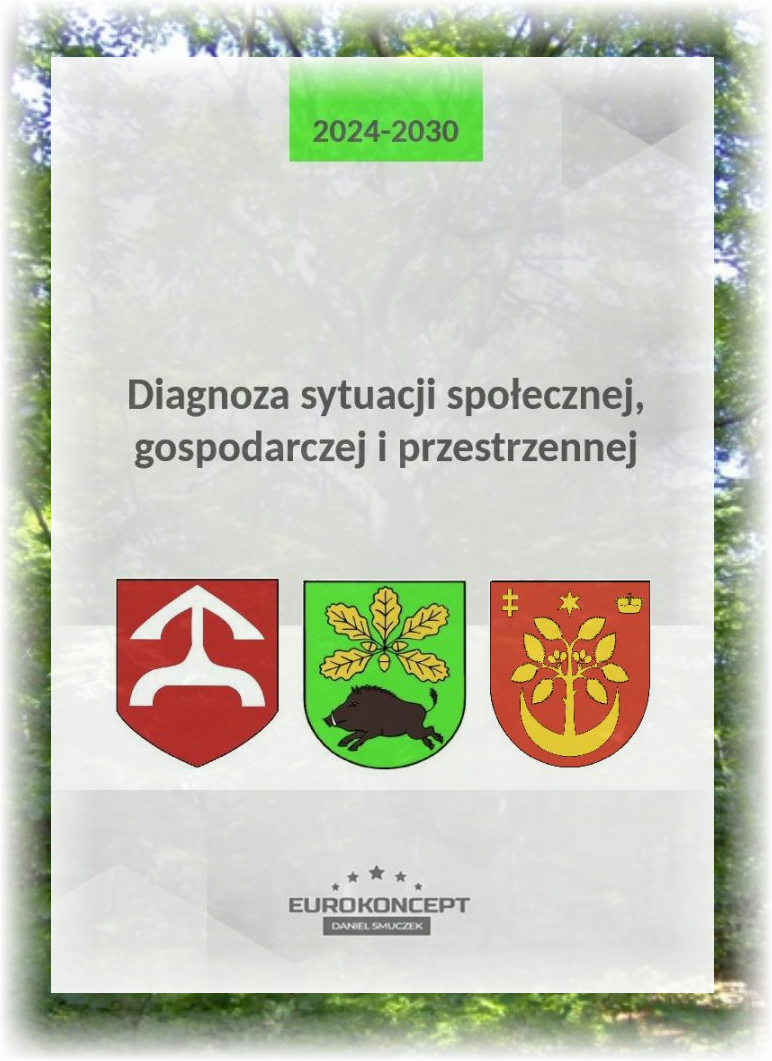 2024-2030
Diagnoza sytuacji społecznej,
gospodarczej i przestrzennej
EUROKONCEPT
DANIEL SMUCZEK